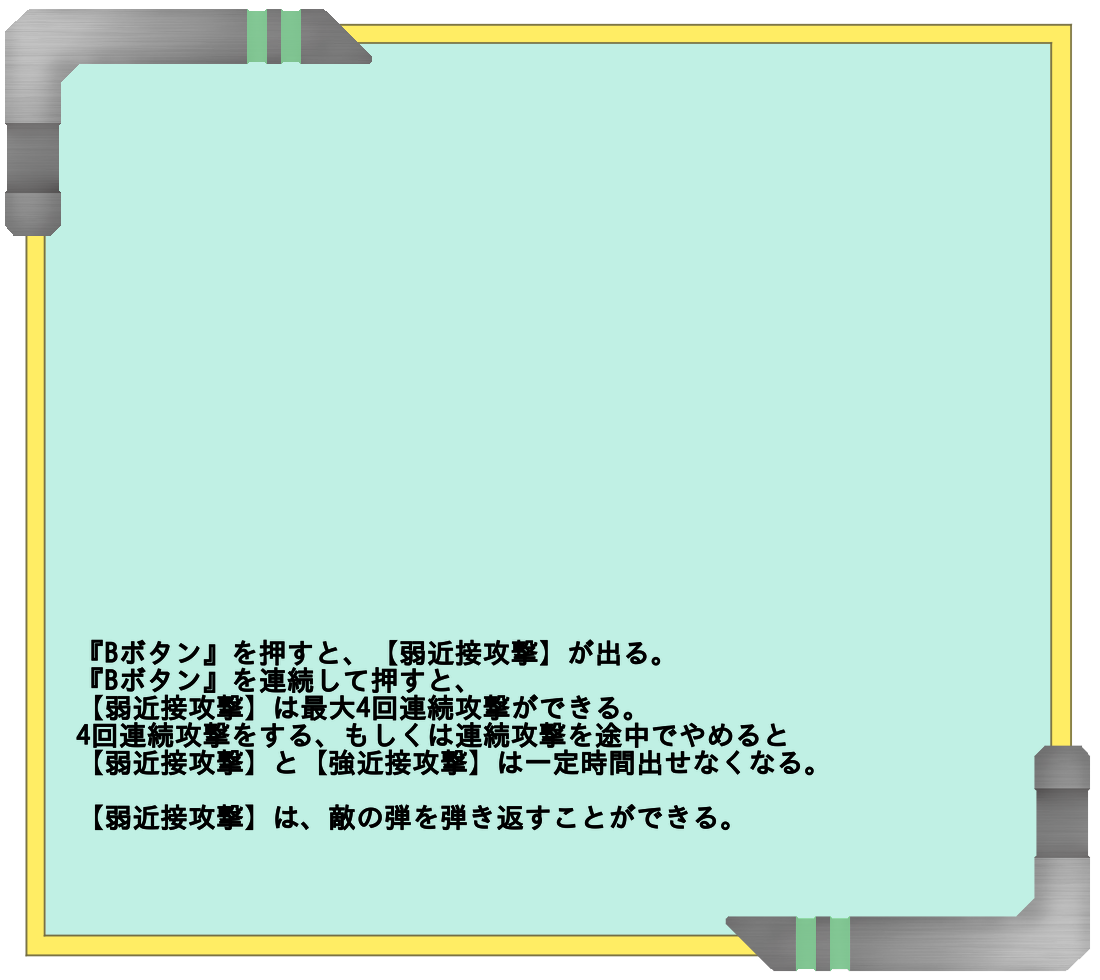 『Bボタン』を押すと、【弱近接攻撃】が出る。
『Bボタン』を連続して押すと、
【弱近接攻撃】は最大4回連続攻撃ができる。
4回連続攻撃をする、もしくは連続攻撃を途中でやめると
【弱近接攻撃】と【強近接攻撃】は一定時間出せなくなる。
【弱近接攻撃】は、敵の弾を弾き返すことができる。